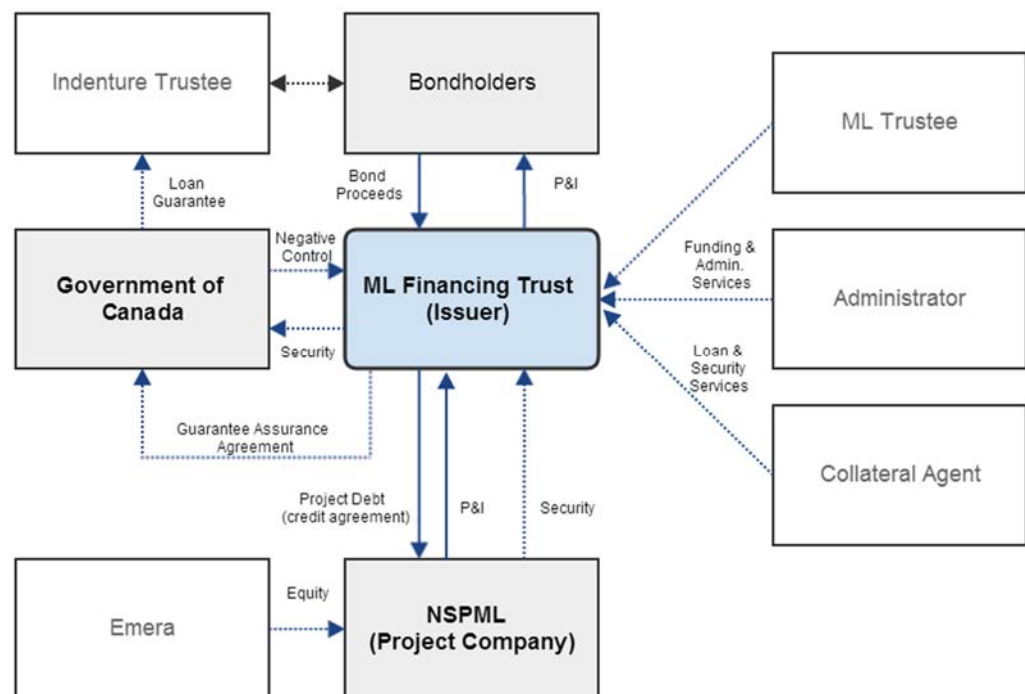 Indenture Trustee
Bondholders
ML Trustee
Loan
Guarantee
Bond
Proceeds
P&I
Negative
Control
Funding &
Admin.
Services
Government of
Canada
ML Financing Trust
(Issuer)
Administrator
Security
Loan &
Security
Services
Guarantee Assurance
Agreement
Collateral Agent
Project Debt
(credit agreement)
P&I
Security
Equity
Emera
NSPML
(Project Company)